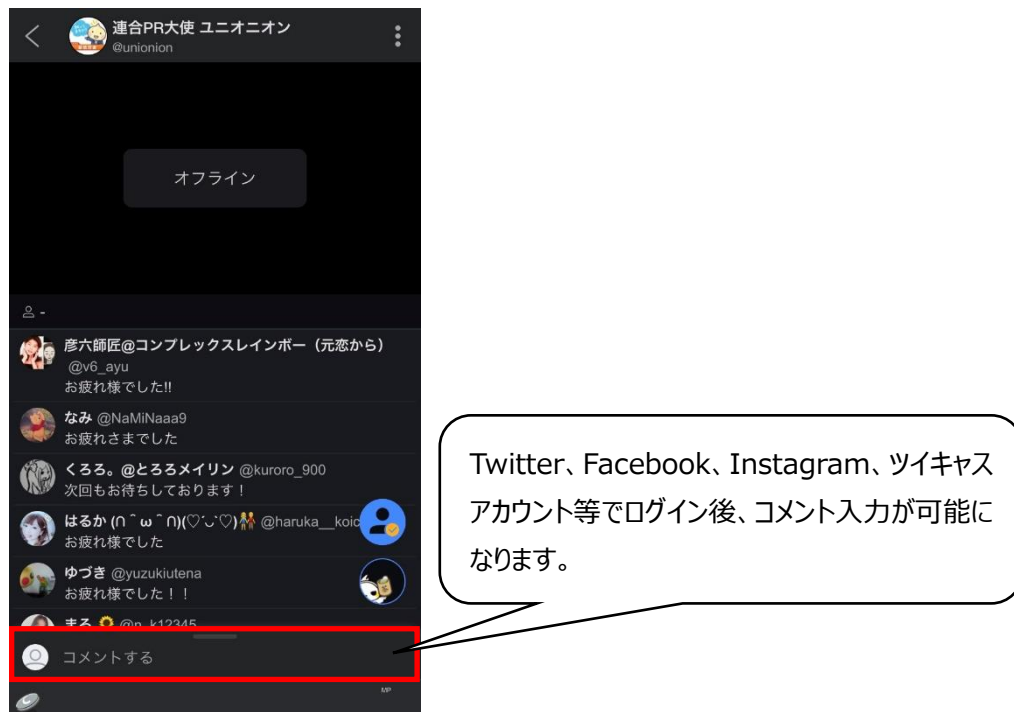 連合PR大使 ユニオニオン
@unionion
オフライン
-
彦六師匠@コンプレックスレインボー（元恋から）
@v6_ayu
お疲れ様でした!!
なみ @NaMiNaaa9
お疲れさまでした
くろろ。@とろろメイリン @kuroro_900
次回もお待ちしております！
はるか (∩＾ω＾∩)(♡ˊ◡ˋ♡)👫 @haruka__koic
お疲れ様でした
ゆづき @yuzukiutena
お疲れ様でした！！
まる 🌻 @n_k12345
コメントする
MP
Twitter、Facebook、Instagram、ツイキャス
アカウント等でログイン後、コメント入力が可能に
なります。